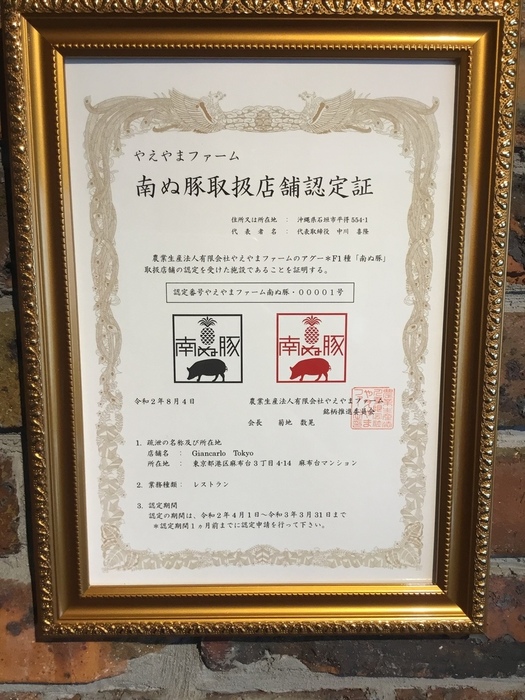 やえやまファーム
南ぬ豚取扱店舗認定証
住所又は所在地 : 沖縄県石垣市平得554-1
代 表 者 名 : 代表取締役 中川 喜隆
農業生産法人有限会社やえやまファームのアグー＊F1種「南ぬ豚」
取扱店舗の認定を受けた施設であることを証明する。
認定番号やえやまファーム南ぬ豚・00001号
南ぬ豚
南ぬ豚
令和2年8月4日
農業生産法人有限会社やえやまファーム
銘柄推進委員会
会長 菊地
1. 疏泄の名称及び所在地
店舗名 : Giancarlo Tokyo
所在地 : 東京都港区麻布台3丁目4-14 麻布台マンション
2. 業務種類: レストラン
3. 認定期間
認定の期間は、令和2年4月1日～令和3年3月31日まで
＊認定期間1ヵ月前までに認定申請を行って下さい。